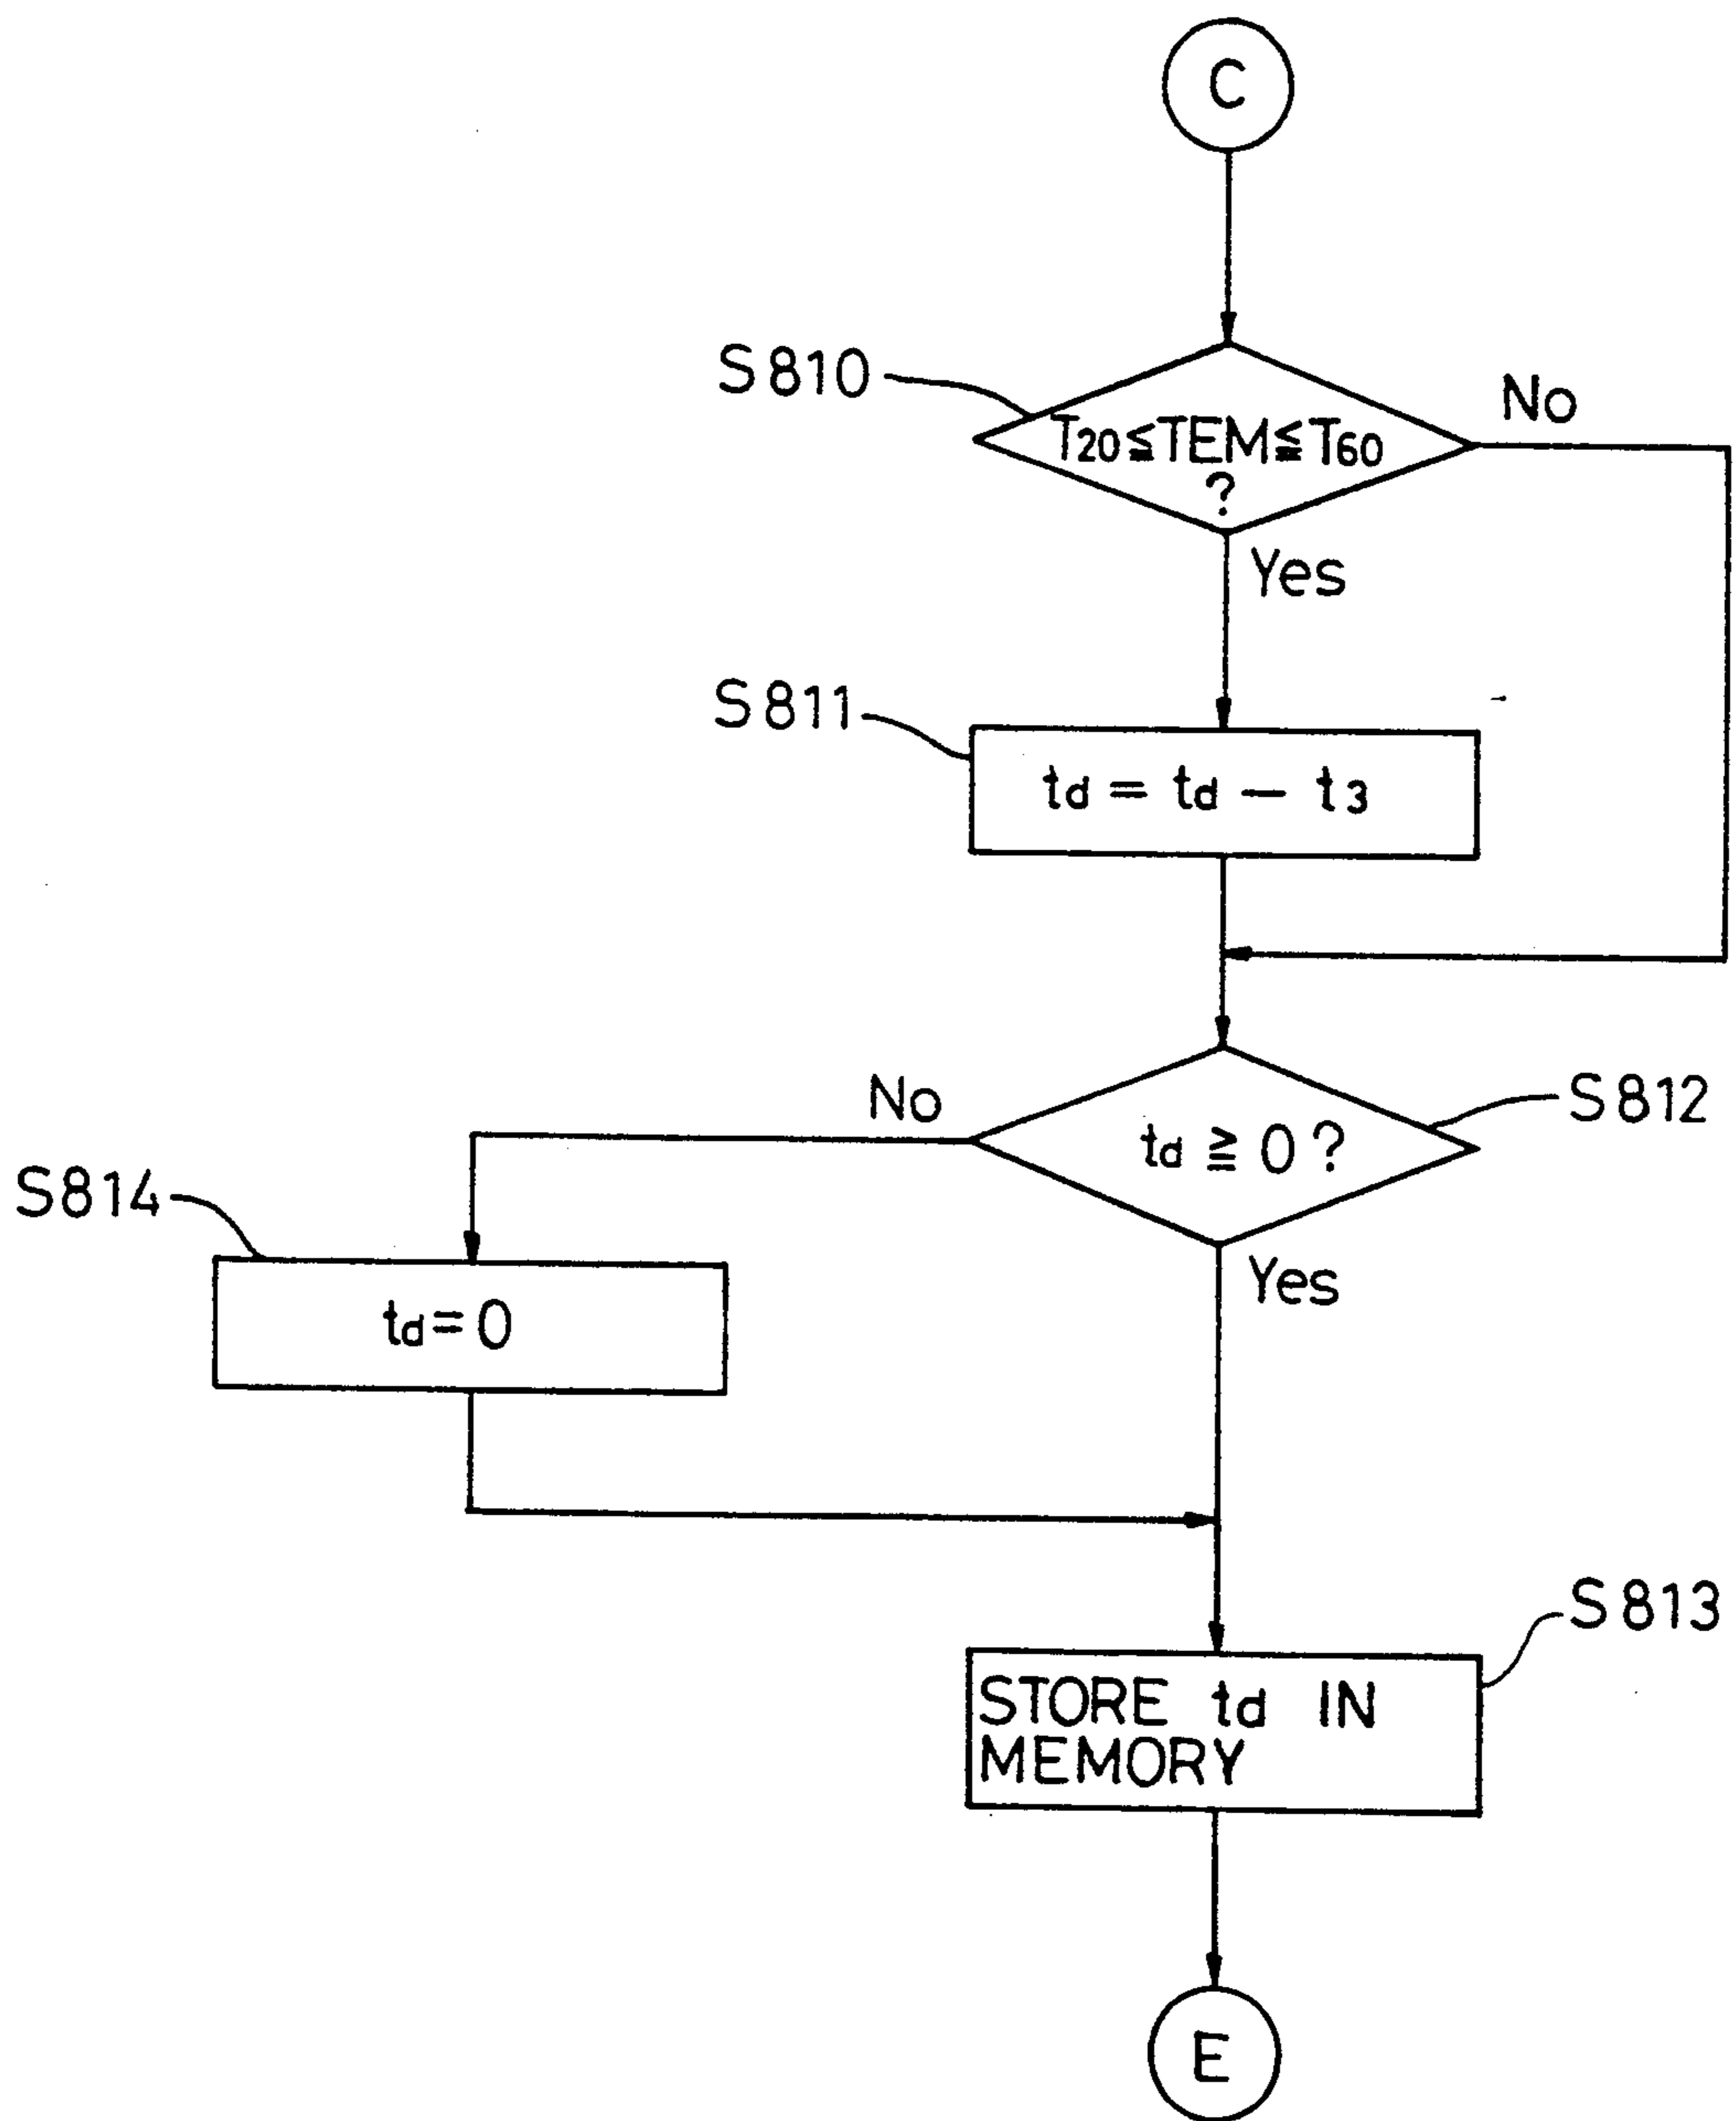 C
S810
No
T20≦TEM≦T60
?
Yes
S811
td = td − t3
No
td ≧ 0 ?
S812
S814
Yes
td=0
S813
STORE td IN
MEMORY
E